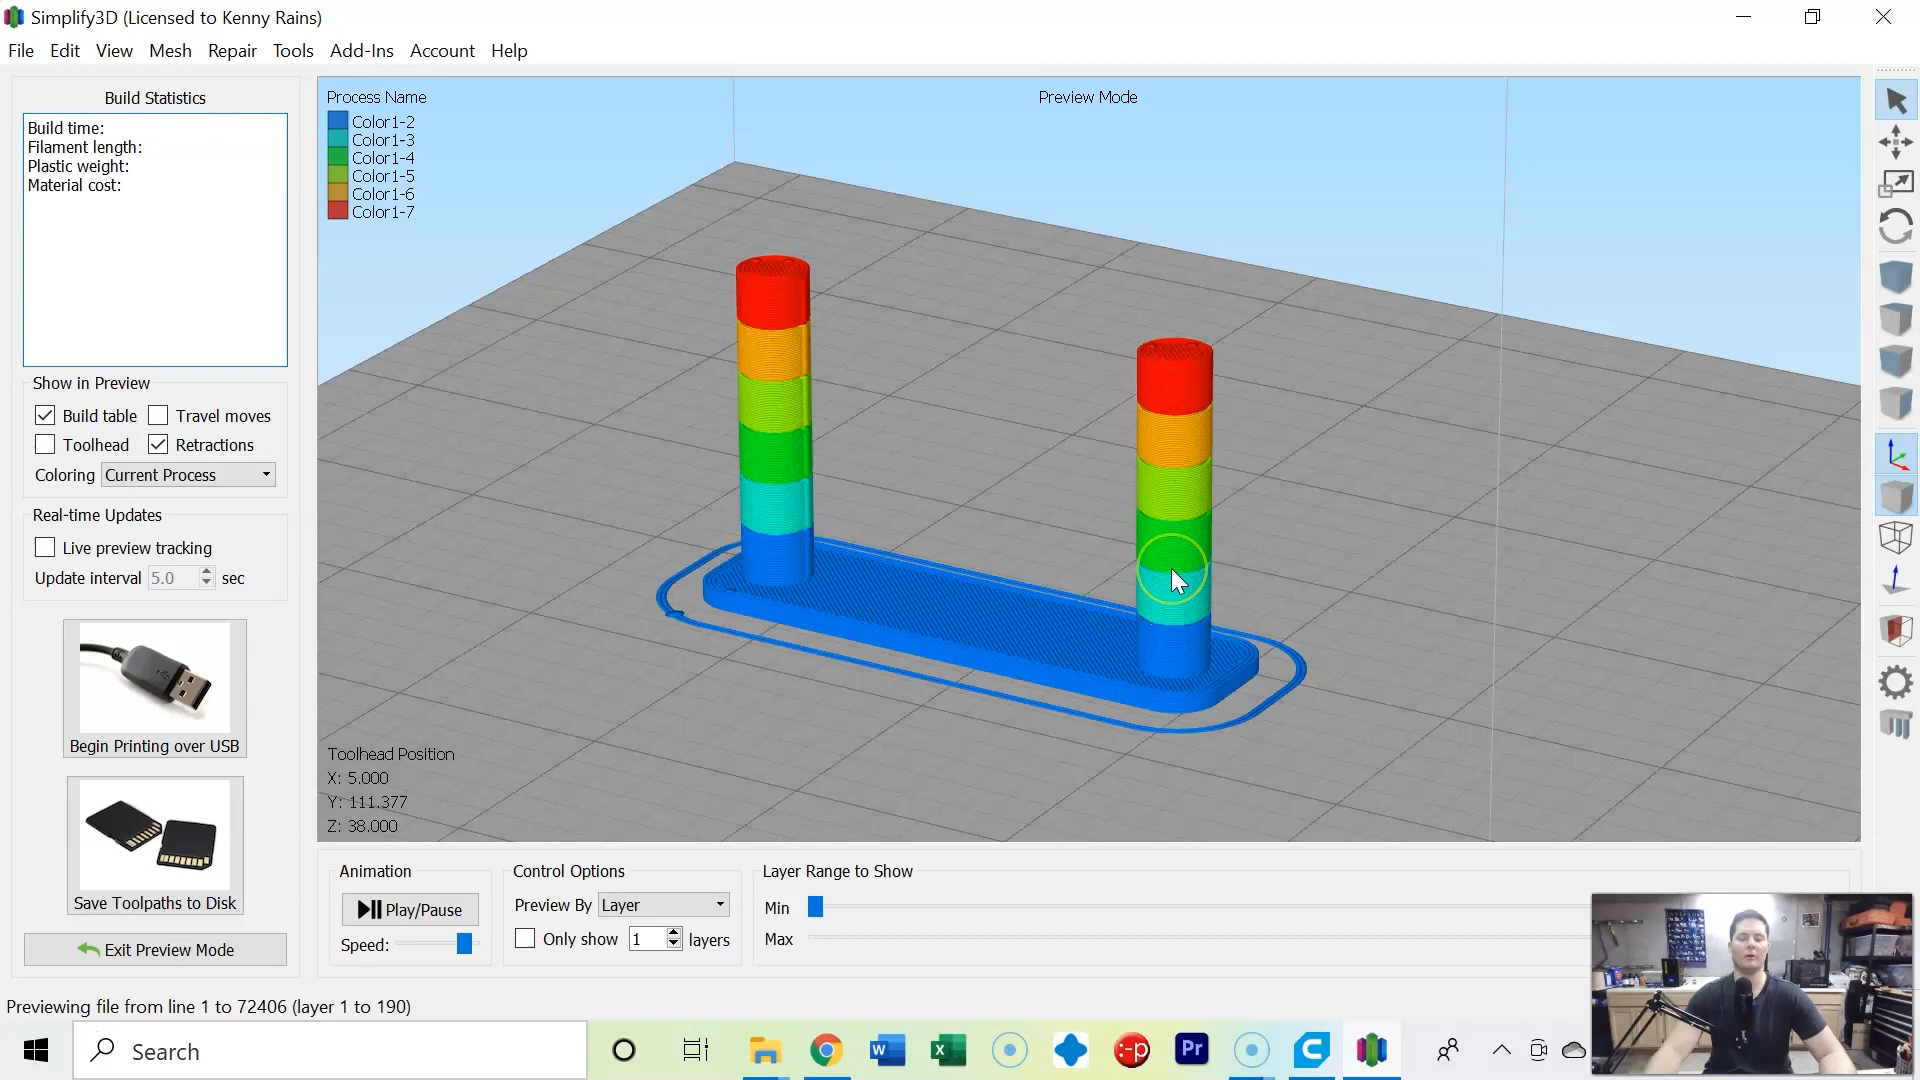 Simplify3D (Licensed to Kenny Rains)
File Edit View Mesh Repair Tools Add-Ins Account Help
Build Statistics
Build time:
Filament length:
Plastic weight:
Material cost:
Show in Preview
Build table Travel moves
Toolhead Retractions
Coloring Current Process
Real-time Updates
Live preview tracking
Update interval 5.0 sec
Begin Printing over USB
Save Toolpaths to Disk
Exit Preview Mode
Process Name
Color1-2
Color1-3
Color1-4
Color1-5
Color1-6
Color1-7
Preview Mode
Toolhead Position
X: 5.000
Y: 111.377
Z: 38.000
Animation
Play/Pause
Speed:
Control Options
Preview By Layer
Only show 1 layers
Layer Range to Show
Min
Max
Previewing file from line 1 to 72406 (layer 1 to 190)
Search
W
X
:-p
Pr